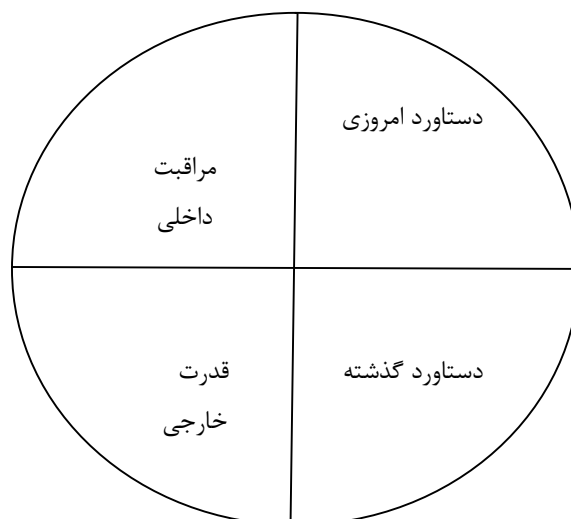 دستاورد امروزی
مراقبت
داخلی
دستاورد گذشته
قدرت
خارجی